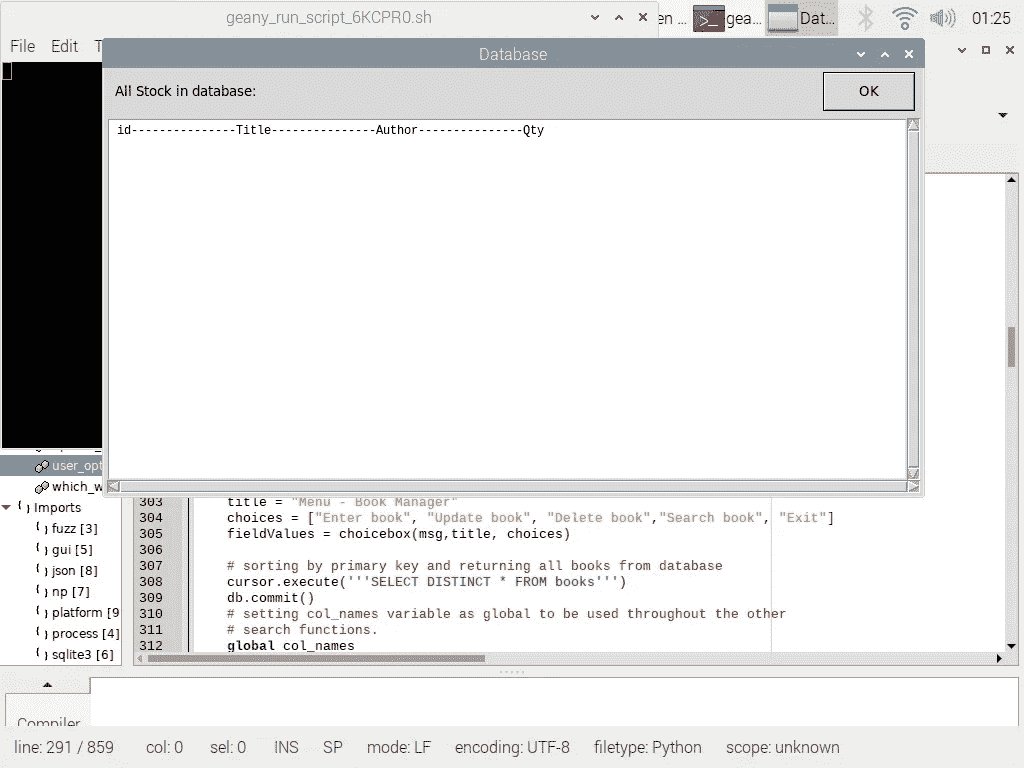 geany_run_script_6KCPR0.sh
en ...
gea...
Dat...
01:25
File Edit T
Database
All Stock in database:
OK
id---------------Title---------------Author---------------Qty
user_opt
which_w
Imports
fuzz [3]
gui [5]
json [8]
np [7]
platform [9
process [4]
sqlite3 [6]
303 title = "Menu - Book Manager"
304 choices = ["Enter book", "Update book", "Delete book","Search book", "Exit"]
305 fieldValues = choicebox(msg,title, choices)
306
307 # sorting by primary key and returning all books from database
308 cursor.execute('''SELECT DISTINCT * FROM books''')
309 db.commit()
310 # setting col_names variable as global to be used throughout the other
311 # search functions.
312 global col_names
Compiler
line: 291 / 859 col: 0 sel: 0 INS SP mode: LF encoding: UTF-8 filetype: Python scope: unknown